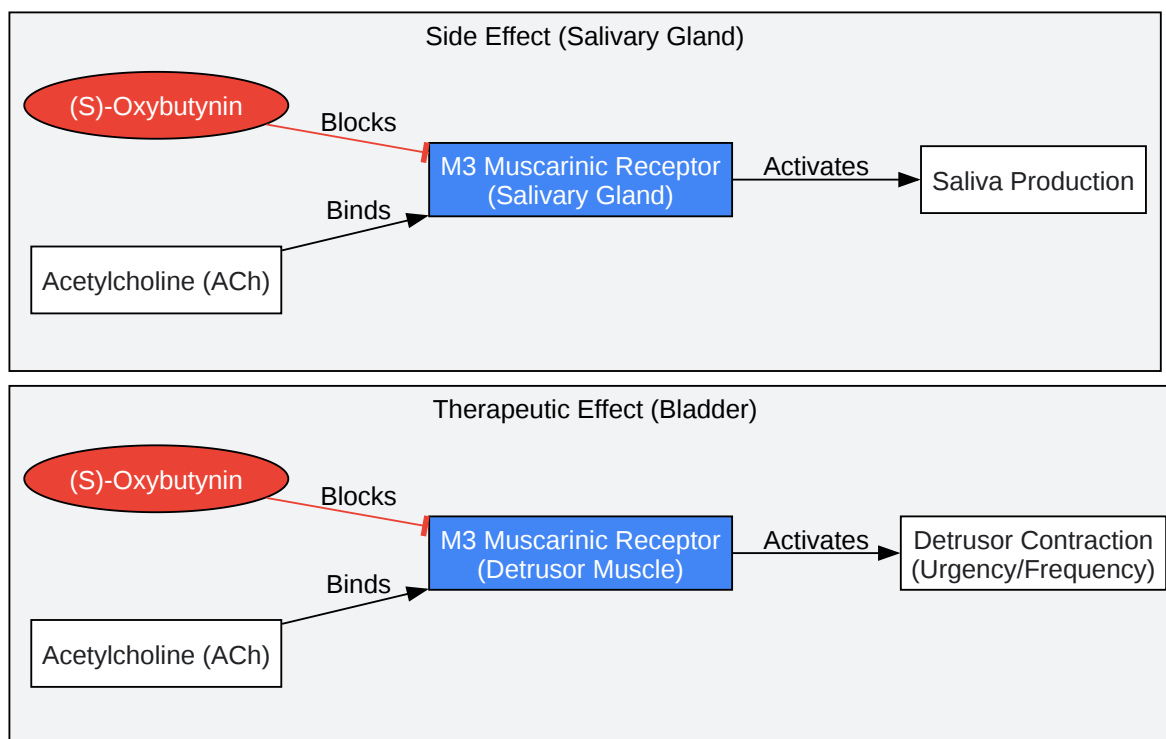 Side Effect (Salivary Gland)
(S)-Oxybutynin
Blocks
M3 Muscarinic Receptor
(Salivary Gland)
Activates
Saliva Production
Binds
Acetylcholine (ACh)
Therapeutic Effect (Bladder)
(S)-Oxybutynin
Blocks
M3 Muscarinic Receptor
(Detrusor Muscle)
Activates
Detrusor Contraction
(Urgency/Frequency)
Binds
Acetylcholine (ACh)